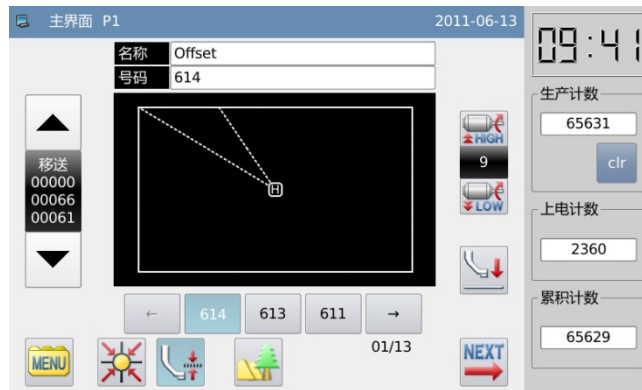 主界面 P1
2011-06-13
09:41
名称 Offset
号码 614
移送
00000
00066
00061
H
HIGH
9
LOW
生产计数
65631
clr
上电计数
2360
累积计数
65629
← 614 613 611 →
01/13
MENU
NEXT